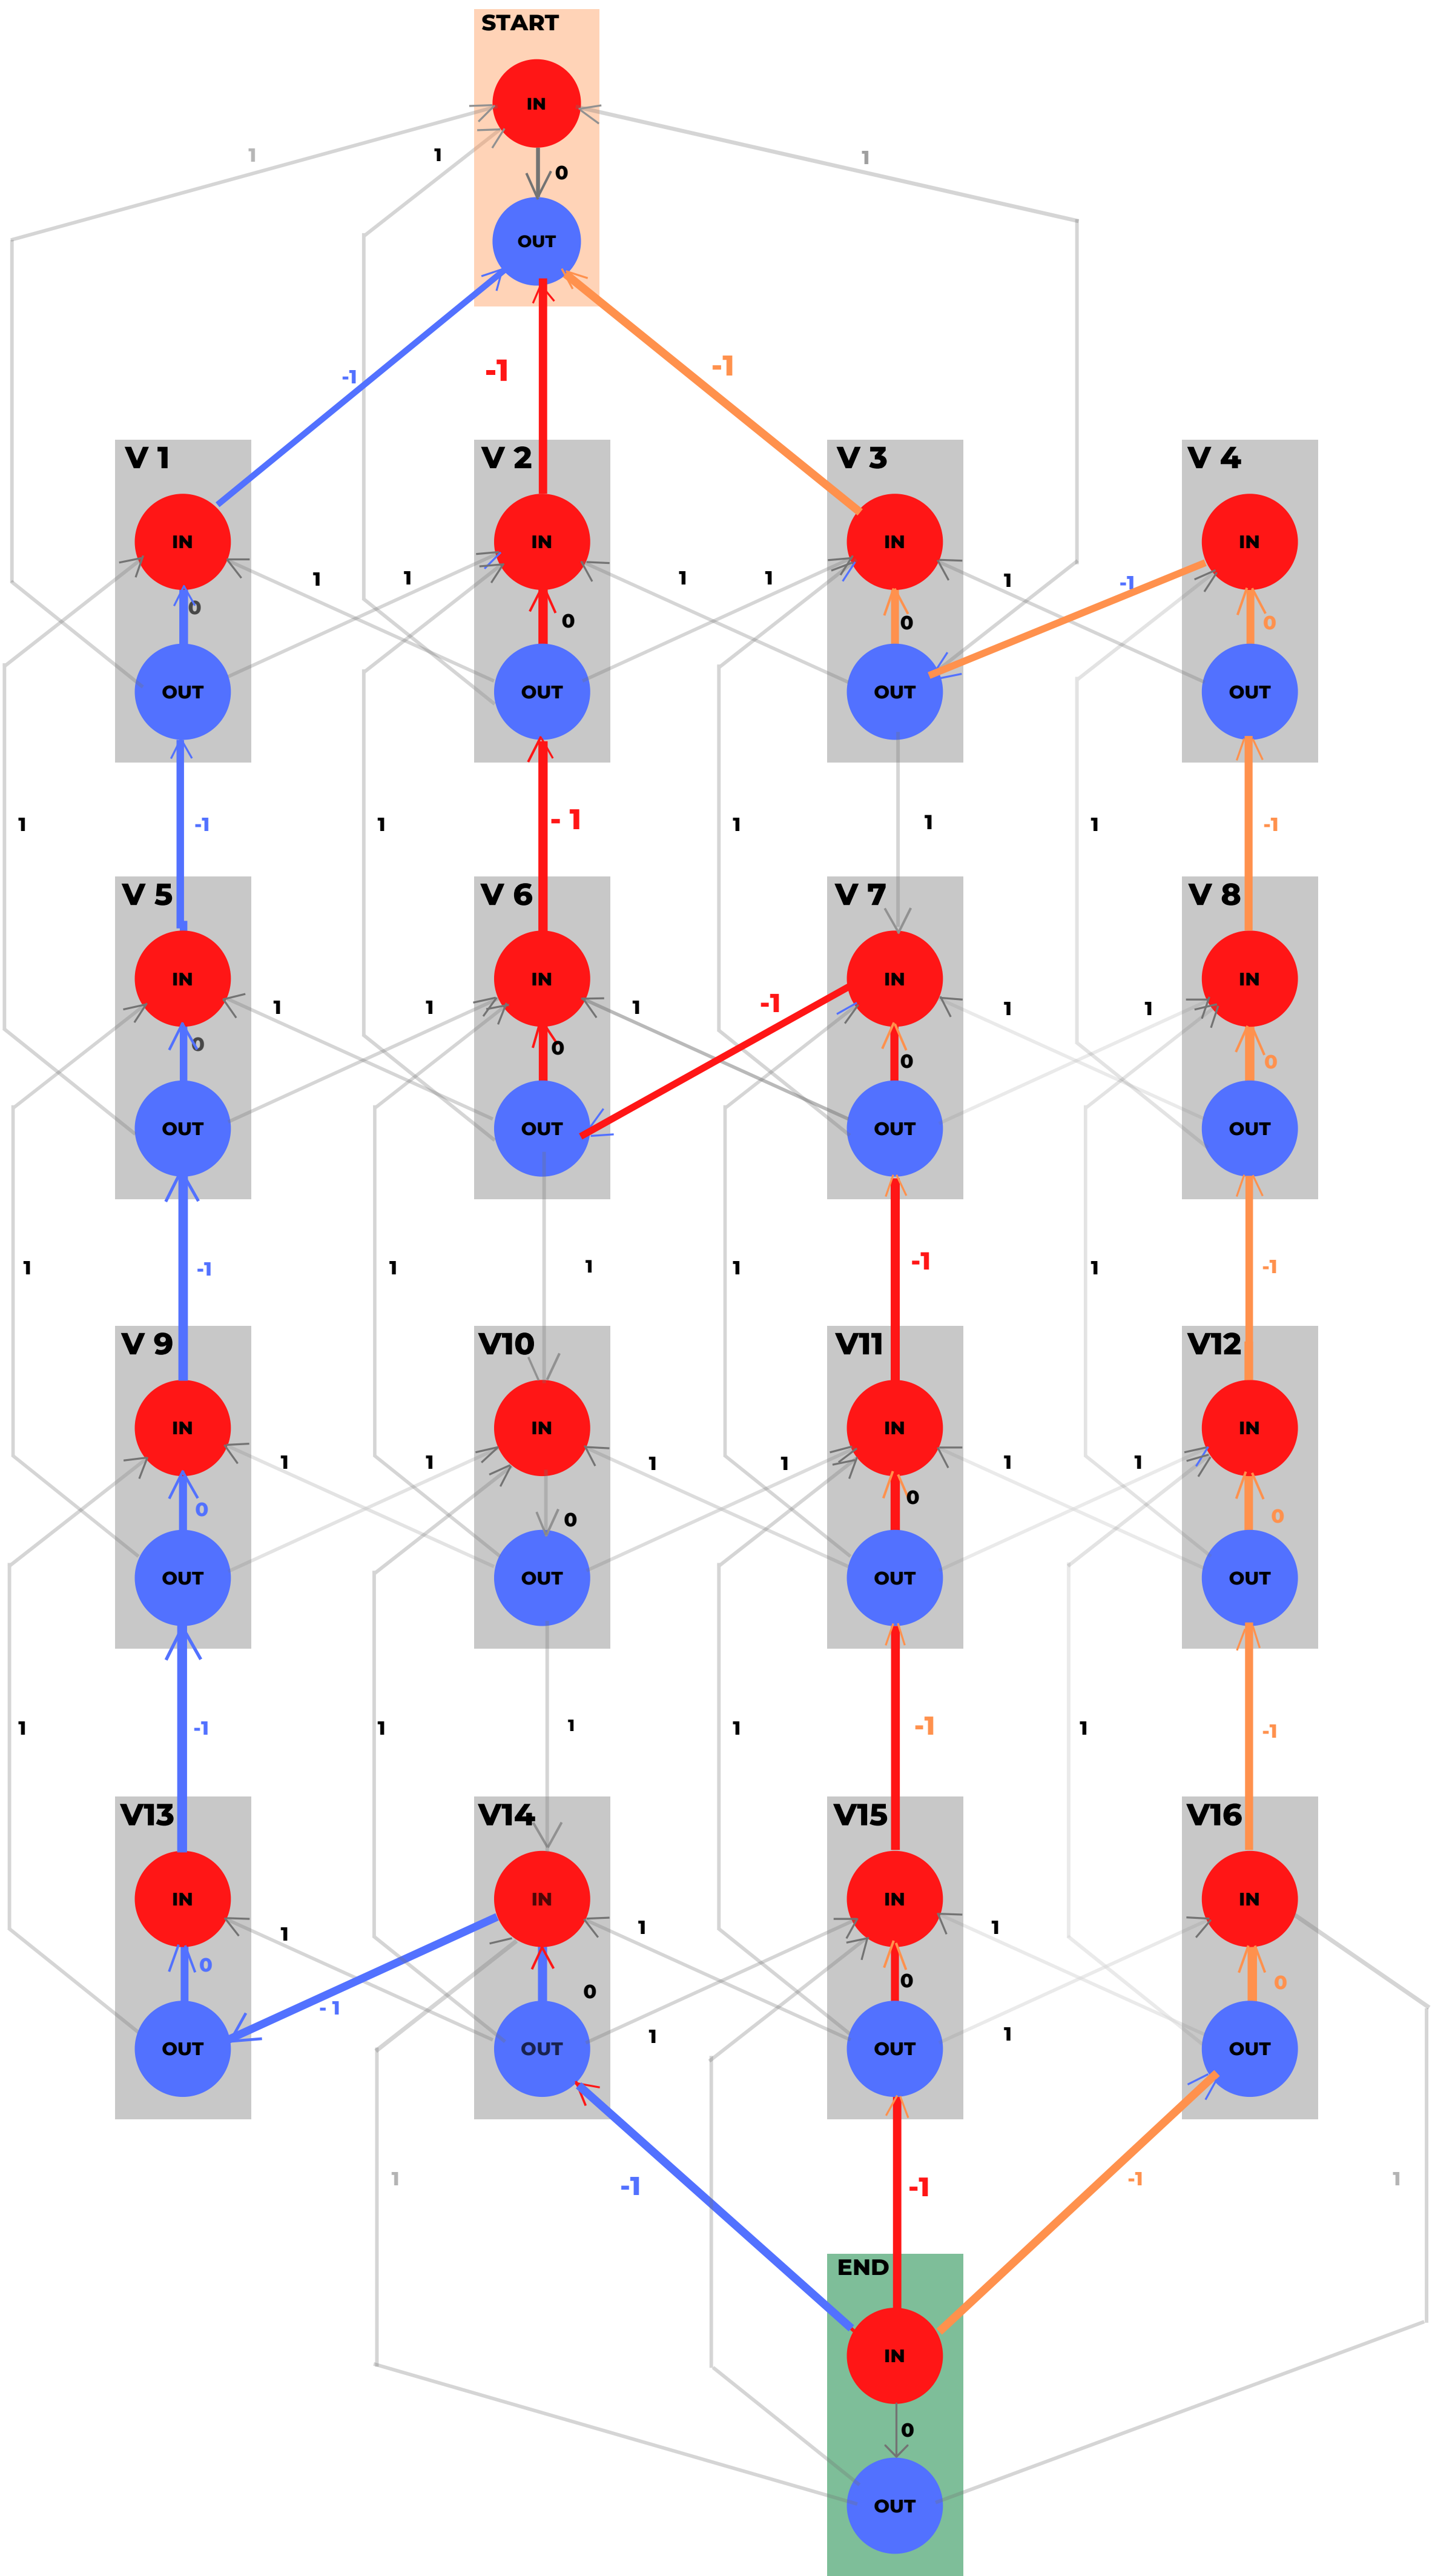 START
IN
1 1 1
0
OUT
-1 -1 -1
V 1 V 2 V 3 V 4
IN IN IN IN
1 1 1 1 1 -1
0 0 0 0
OUT OUT OUT OUT
1 -1 1 - 1 1 1 1 -1
V 5 V 6 V 7 V 8
IN IN IN IN
1 1 1 -1 1 1
0 0 0 0
OUT OUT OUT OUT
1 -1 1 1 1 -1 1 -1
V 9 V10 V11 V12
IN IN IN IN
1 1 1 1 1 1
0 0 0 0
OUT OUT OUT OUT
1 -1 1 1 1 -1 1 -1
V13 V14 V15 V16
IN IN IN IN
1 1 1
0 0 0 0
- 1 1 1
OUT OUT OUT OUT
1 -1 -1 -1 1
END
IN
0
OUT